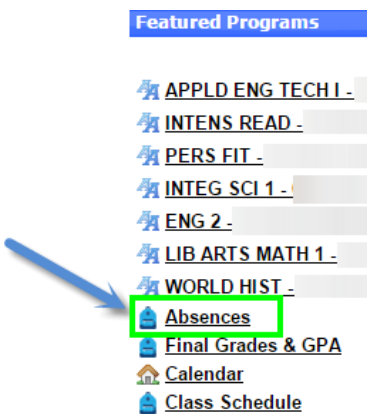 Featured Programs
APPLD ENG TECH I -
INTENS READ -
PERS FIT -
INTEG SCI 1 -
ENG 2 -
LIB ARTS MATH 1 -
WORLD HIST -
Absences
Final Grades & GPA
Calendar
Class Schedule